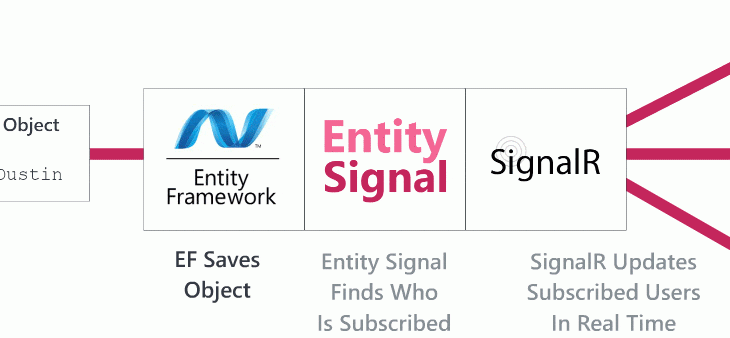 Object
Dustin
™
Entity
Framework
Entity
Signal
SignalR
EF Saves
Object
Entity Signal
Finds Who
Is Subscribed
SignalR Updates
Subscribed Users
In Real Time